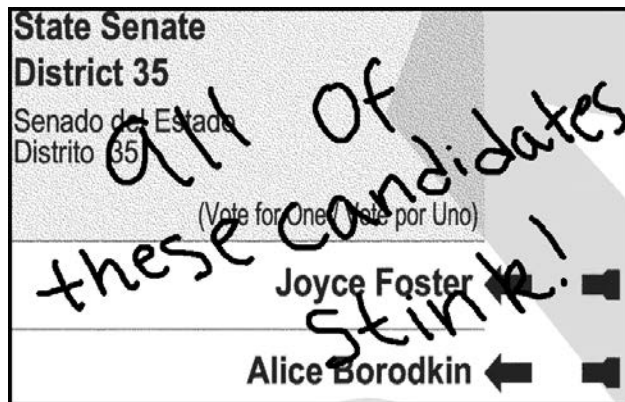 State Senate
District 35
Senado del Estado
Distrito 35
(Vote for One / Vote por Uno)
Joyce Foster
Alice Borodkin
all of
these candidates
stink!